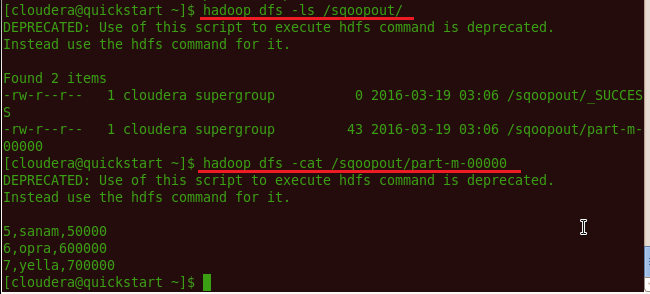 [cloudera@quickstart ~]$ hadoop dfs -ls /sqoopout/
DEPRECATED: Use of this script to execute hdfs command is deprecated.
Instead use the hdfs command for it.
Found 2 items
-rw-r--r--   1 cloudera supergroup          0 2016-03-19 03:06 /sqoopout/_SUCCES
S
-rw-r--r--   1 cloudera supergroup         43 2016-03-19 03:06 /sqoopout/part-m-
00000
[cloudera@quickstart ~]$ hadoop dfs -cat /sqoopout/part-m-00000
DEPRECATED: Use of this script to execute hdfs command is deprecated.
Instead use the hdfs command for it.
5,sanam,50000
6,opra,600000
7,yella,700000
[cloudera@quickstart ~]$